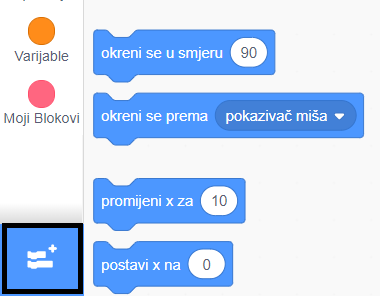 okreni se u smjeru 90
Varijable
okreni se prema pokazivač miša
Moji Blokovi
promijeni x za 10
postavi x na 0